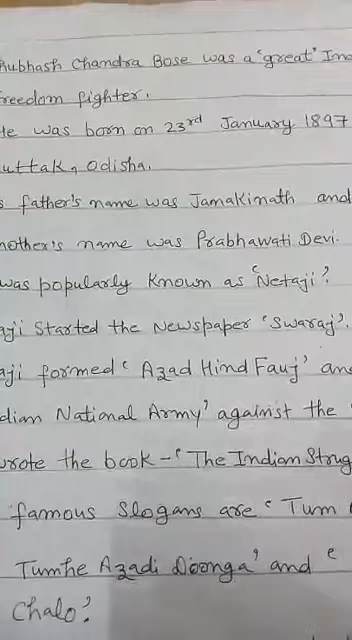 Subhash Chandra Bose was a 'great' Ind
freedom fighter.
He was born on 23rd January 1897
uttak, Odisha.
s father's name was Jamakinath and
mother's name was Prabhawati Devi.
was popularly known as 'Netaji'.
aji Started the Newspaper 'Swaraj'.
aji formed 'Azad Hind Fauj' an
dian National Army' against the
wrote the book - 'The Indian Strug
famous Slogans are 'Tum
Tumhe Azadi Doonga' and '
Chalo'.